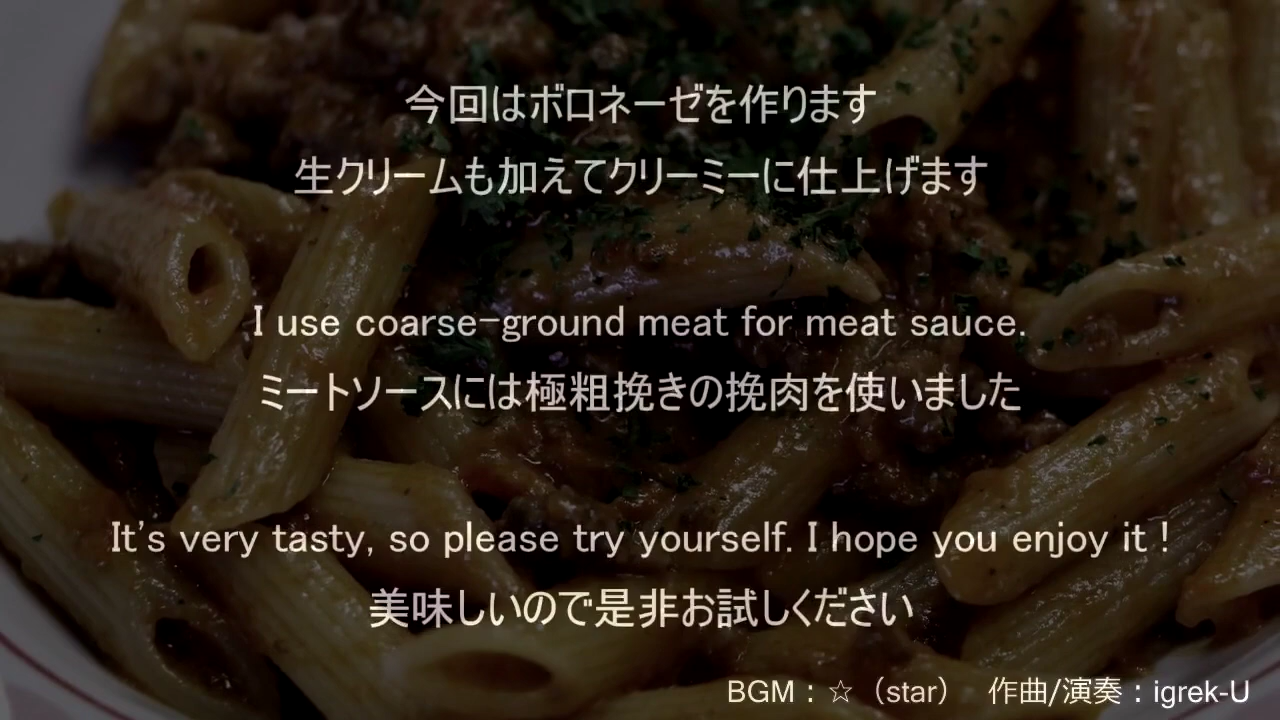 今回はボロネーゼを作ります
生クリームも加えてクリーミーに仕上げます
I use coarse-ground meat for meat sauce.
ミートソースには極粗挽きの挽肉を使いました
It's very tasty, so please try yourself. I hope you enjoy it !
美味しいので是非お試しください
BGM：☆（star）　作曲/演奏：igrek-U